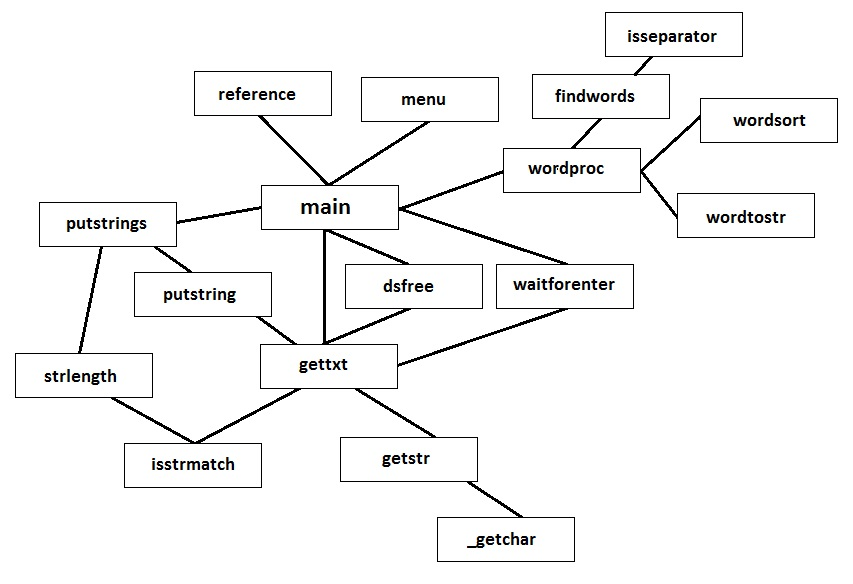 isseparator
reference
menu
findwords
wordsort
wordproc
main
putstrings
wordtostr
putstring
dsfree
waitforenter
gettxt
strlength
isstrmatch
getstr
_getchar